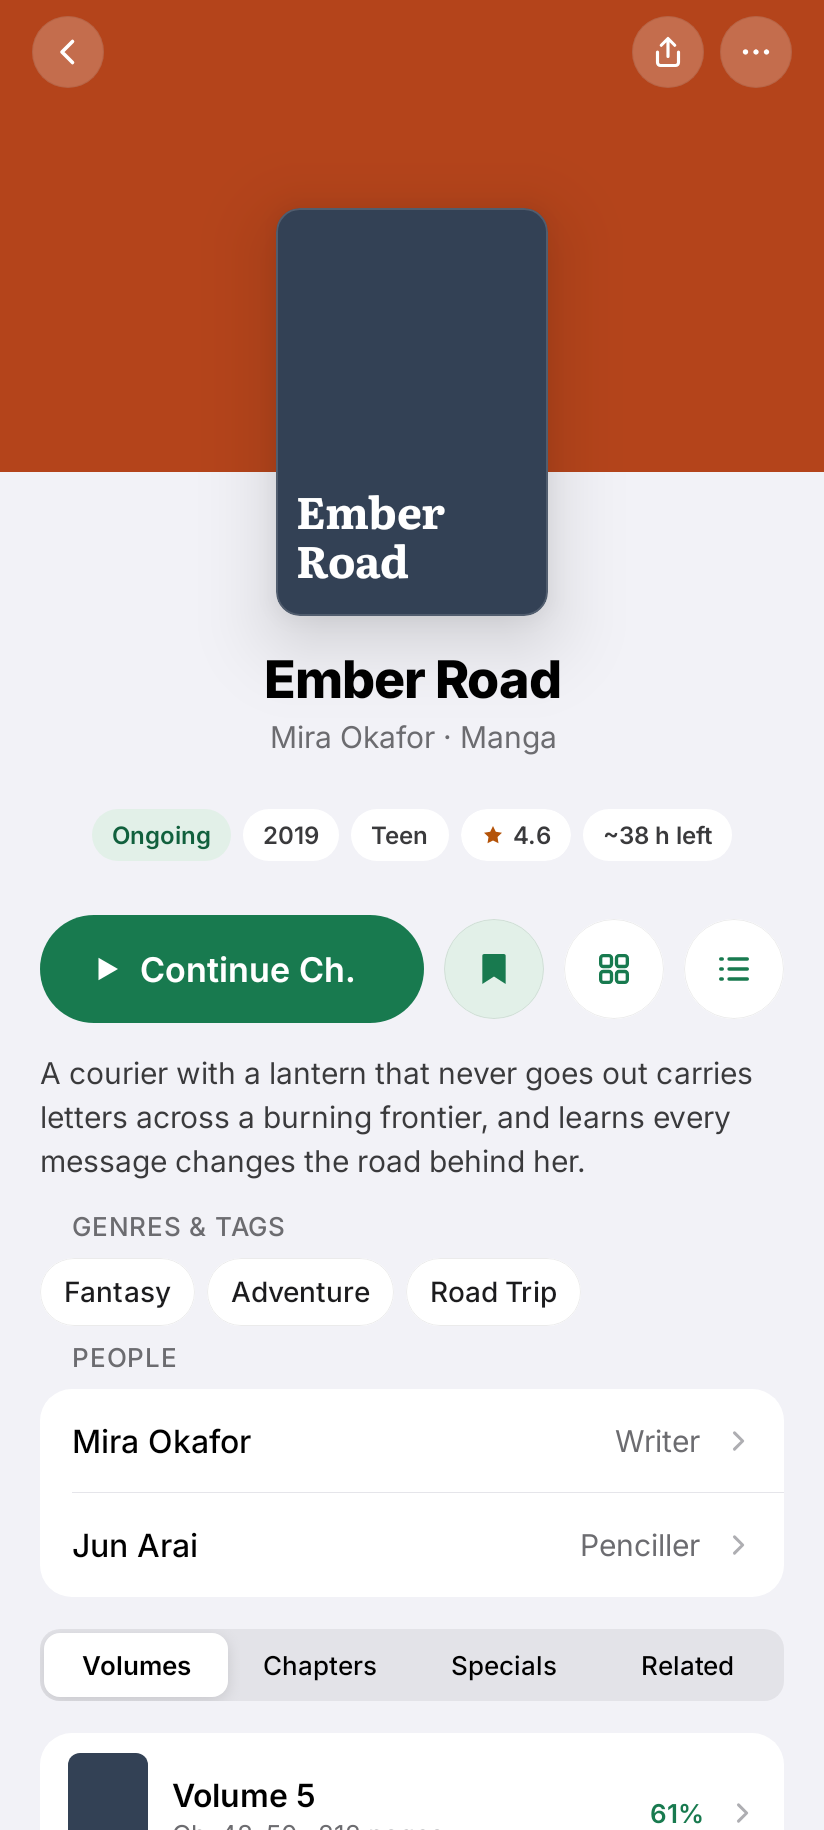 Ember
Road
Ember Road
Mira Okafor · Manga
Ongoing 2019 Teen 4.6 ~38 h left
Continue Ch.
A courier with a lantern that never goes out carries
letters across a burning frontier, and learns every
message changes the road behind her.
GENRES & TAGS
Fantasy Adventure Road Trip
PEOPLE
Mira Okafor Writer
Jun Arai Penciller
Volumes Chapters Specials Related
Volume 5
61%